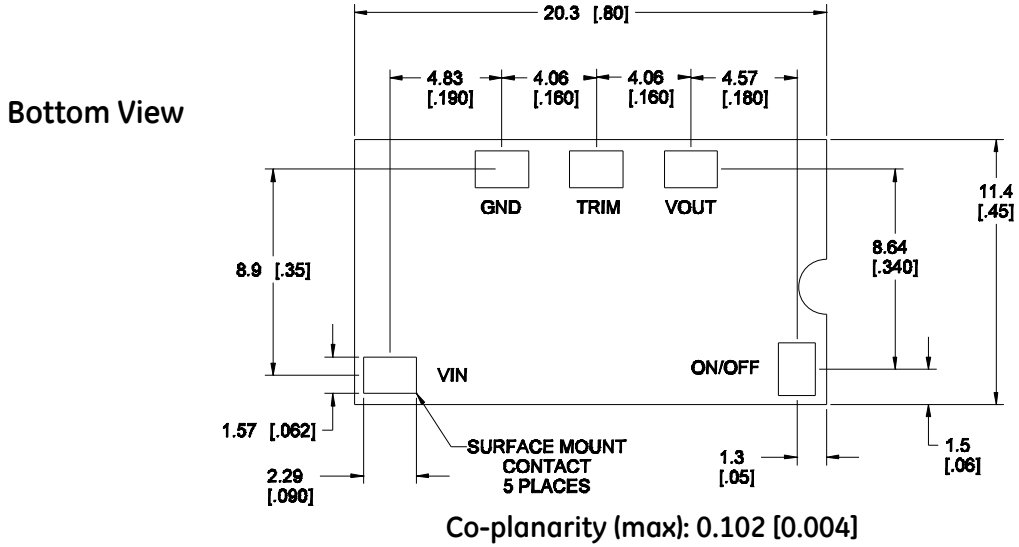 20.3 [.80]
4.83
[.190]
4.06
[.160]
4.06
[.160]
4.57
[.180]
Bottom View
GND
TRIM
VOUT
11.4
[.45]
8.64
[.340]
8.9 [.35]
VIN
ON/OFF
1.57 [.062]
SURFACE MOUNT
CONTACT
5 PLACES
2.29
[.090]
1.3
[.05]
1.5
[.06]
Co-planarity (max): 0.102 [0.004]